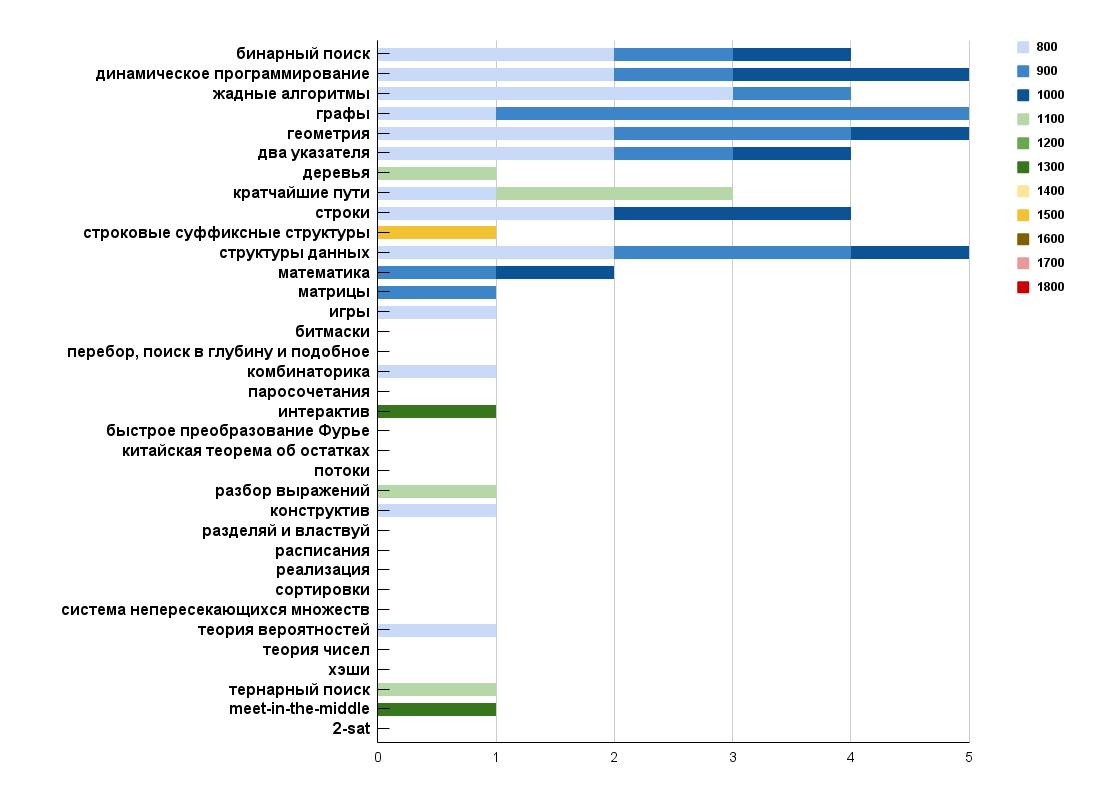 бинарный поиск
динамическое программирование
жадные алгоритмы
графы
геометрия
два указателя
деревья
кратчайшие пути
строки
строковые суффиксные структуры
структуры данных
математика
матрицы
игры
битмаски
перебор, поиск в глубину и подобное
комбинаторика
паросочетания
интерактив
быстрое преобразование Фурье
китайская теорема об остатках
потоки
разбор выражений
конструктив
разделяй и властвуй
расписания
реализация
сортировки
система непересекающихся множеств
теория вероятностей
теория чисел
хэши
тернарный поиск
meet-in-the-middle
2-sat
0 1 2 3 4 5
800
900
1000
1100
1200
1300
1400
1500
1600
1700
1800